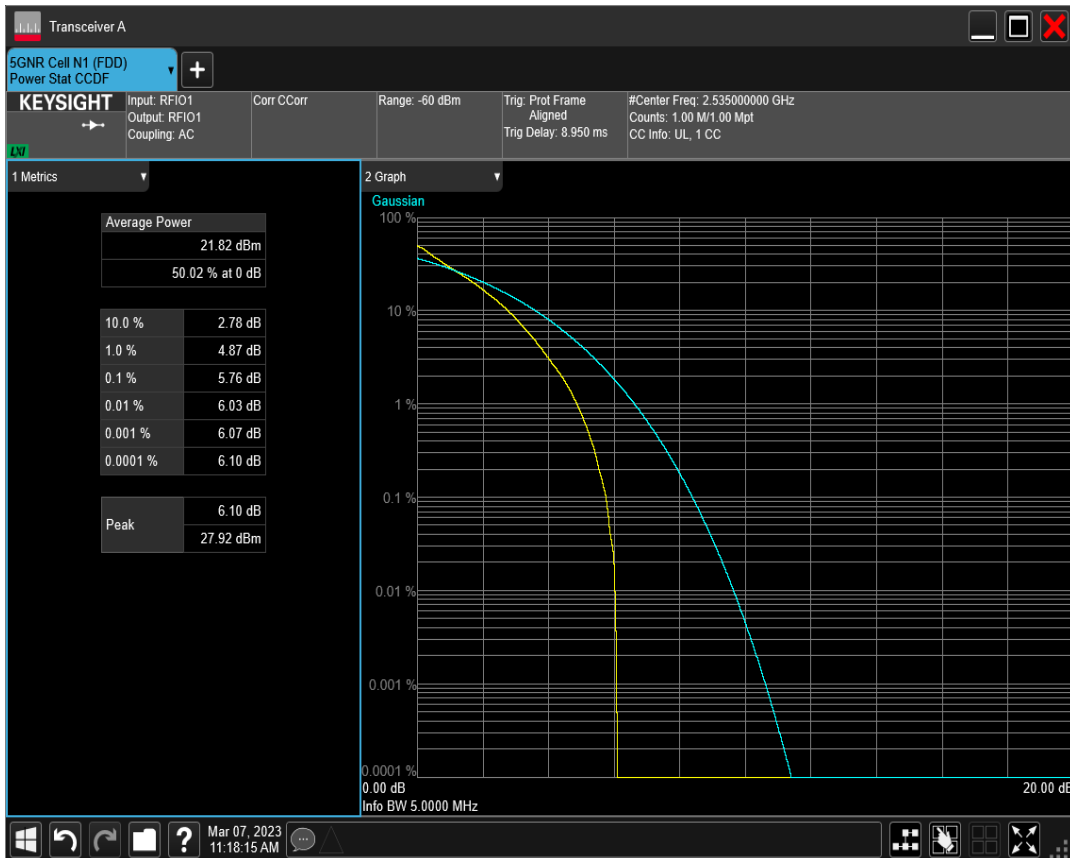 Transceiver A
5GNR Cell N1 (FDD)
Power Stat CCDF
+
KEYSIGHT
LXI
Input: RFIO1
Output: RFIO1
Coupling: AC
Corr CCorr
Range: -60 dBm
Trig: Prot Frame
Aligned
Trig Delay: 8.950 ms
#Center Freq: 2.535000000 GHz
Counts: 1.00 M/1.00 Mpt
CC Info: UL, 1 CC
1 Metrics
Average Power
21.82 dBm
50.02 % at 0 dB
10.0 % 2.78 dB
1.0 % 4.87 dB
0.1 % 5.76 dB
0.01 % 6.03 dB
0.001 % 6.07 dB
0.0001 % 6.10 dB
Peak 6.10 dB
27.92 dBm
2 Graph
Gaussian
100 %
10 %
1 %
0.1 %
0.01 %
0.001 %
0.0001 %
0.00 dB 20.00 dB
Info BW 5.0000 MHz
?
Mar 07, 2023
11:18:15 AM